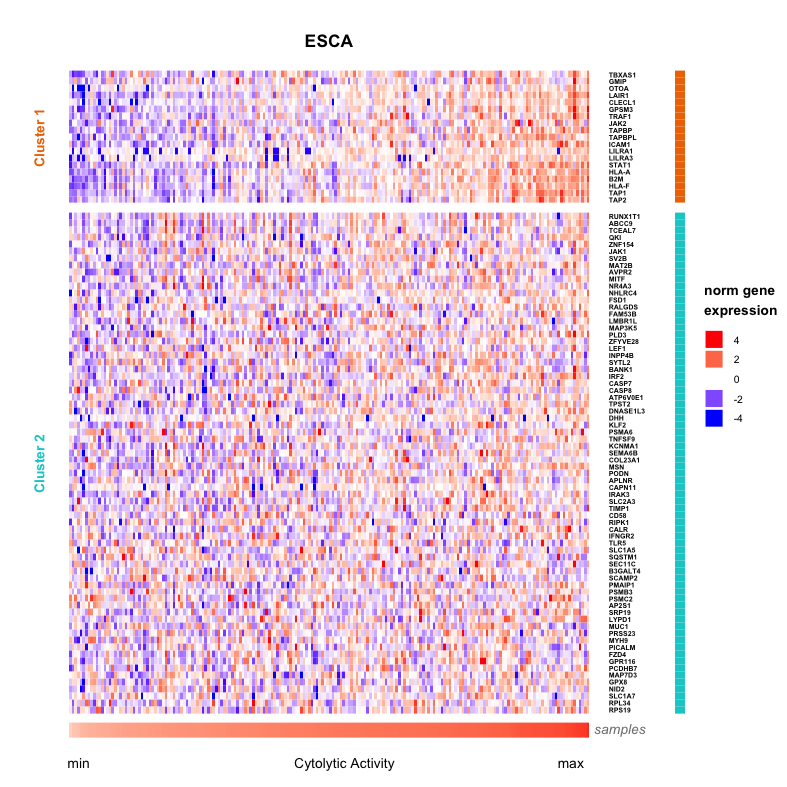 ESCA
Cluster 1
TBXAS1
GMIP
OTOA
LAIR1
CLECL1
GPSM3
TRAF1
JAK2
TAPBP
TAPBPL
ICAM1
LILRA1
LILRA3
STAT1
HLA-A
B2M
HLA-F
TAP1
TAP2
Cluster 2
RUNX1T1
ABCC9
TCEAL7
QKI
ZNF154
JAK1
SV2B
MAT2B
AVPR2
MITF
NR4A3
NHLRC4
FSD1
RALGDS
FAM53B
LMBR1L
MAP3K5
PLD3
ZFYVE28
LEF1
INPP4B
SYTL2
BANK1
IRF2
CASP7
CASP8
ATP6V0E1
TPST2
DNASE1L3
DHH
KLF2
PSMA6
TNFSF9
KCNMA1
SEMA6B
COL23A1
MSN
PODN
APLNR
CAPN11
IRAK3
SLC2A3
TIMP1
CD58
RIPK1
CALR
IFNGR2
TLR5
SLC1A5
SQSTM1
SEC11C
B3GALT4
SCAMP2
PMAIP1
PSMB3
PSMC2
AP2S1
SRP19
LYPD1
MUC1
PRSS23
MYH9
PICALM
FZD4
GPR116
PCDHB7
MAP7D3
GPX8
NID2
SLC1A7
RPL34
RPS19
norm gene
expression
4
2
0
-2
-4
samples
min Cytolytic Activity max